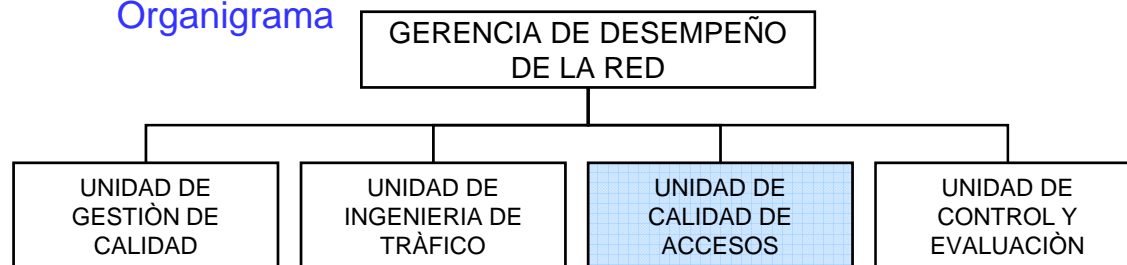 Organigrama
GERENCIA DE DESEMPEÑO
DE LA RED
UNIDAD DE
GESTIÒN DE
CALIDAD
UNIDAD DE
INGENIERIA DE
TRÀFICO
UNIDAD DE
CALIDAD DE
ACCESOS
UNIDAD DE
CONTROL Y
EVALUACIÒN